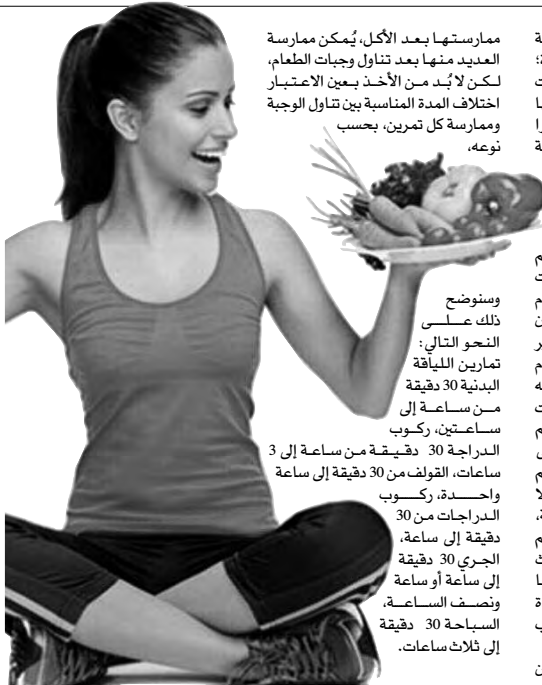 ممارستها بعد الأكل، يُمكن ممارسة
العديد منها بعد تناول وجبات الطعام،
لكن لا بُد من الأخذ بعين الاعتبار
اختلاف المدة المناسبة بين تناول الوجبة
وممارسة كل تمرين، بحسب
نوعه،
وسنوضح
ذلك على
النحو التالي:
تمارين اللياقة
البدنية 30 دقيقة
من ساعة إلى
ساعتين، ركوب
الدراجة 30 دقيقة من ساعة إلى 3
ساعات، القولف من 30 دقيقة إلى ساعة
واحدة، ركوب
الدراجات من 30
دقيقة إلى ساعة،
الجري 30 دقيقة
إلى ساعة أو ساعة
ونصف الساعة،
السباحة 30 دقيقة
إلى ثلاث ساعات.